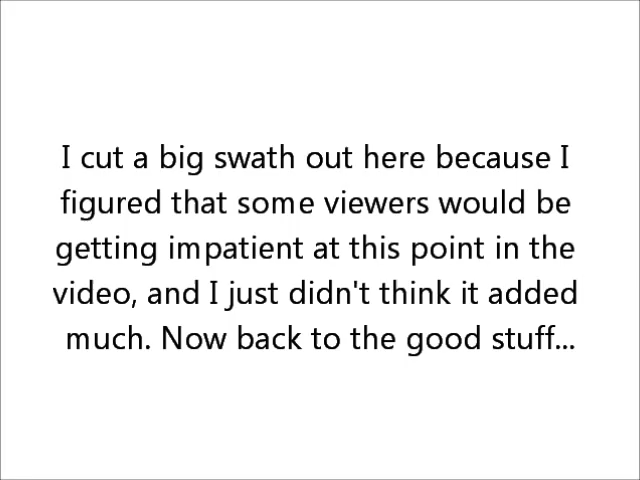 I cut a big swath out here because I
figured that some viewers would be
getting impatient at this point in the
video, and I just didn't think it added
much. Now back to the good stuff...